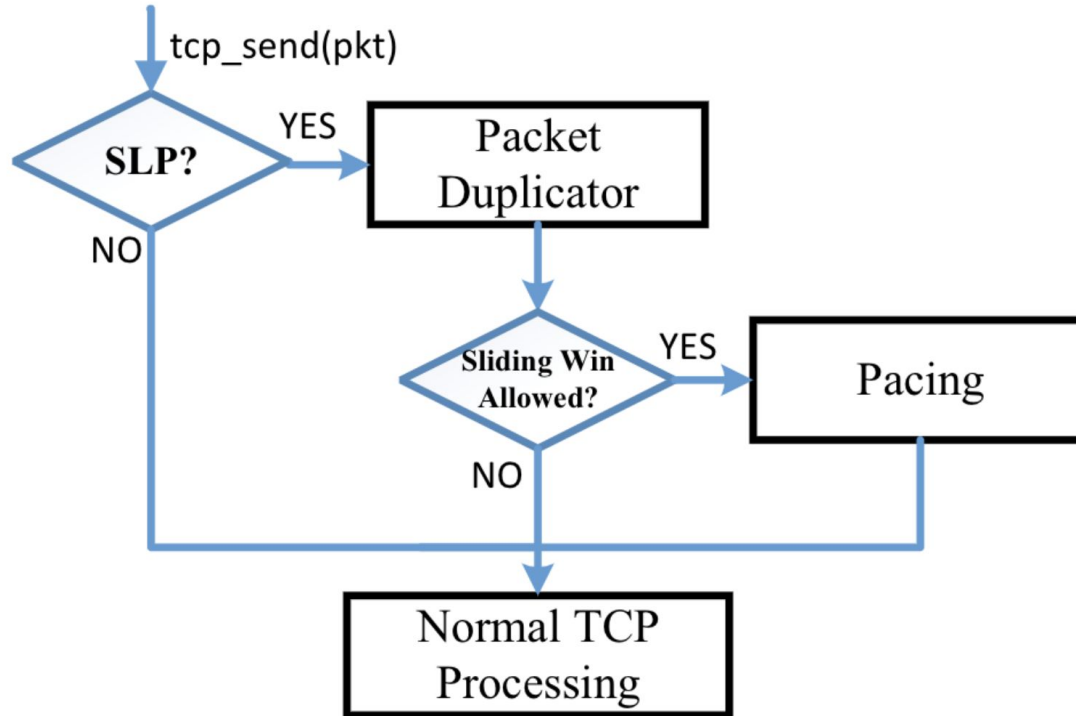 tcp_send(pkt)
SLP?
YES
Packet
Duplicator
NO
Sliding Win
Allowed?
YES
Pacing
NO
Normal TCP
Processing